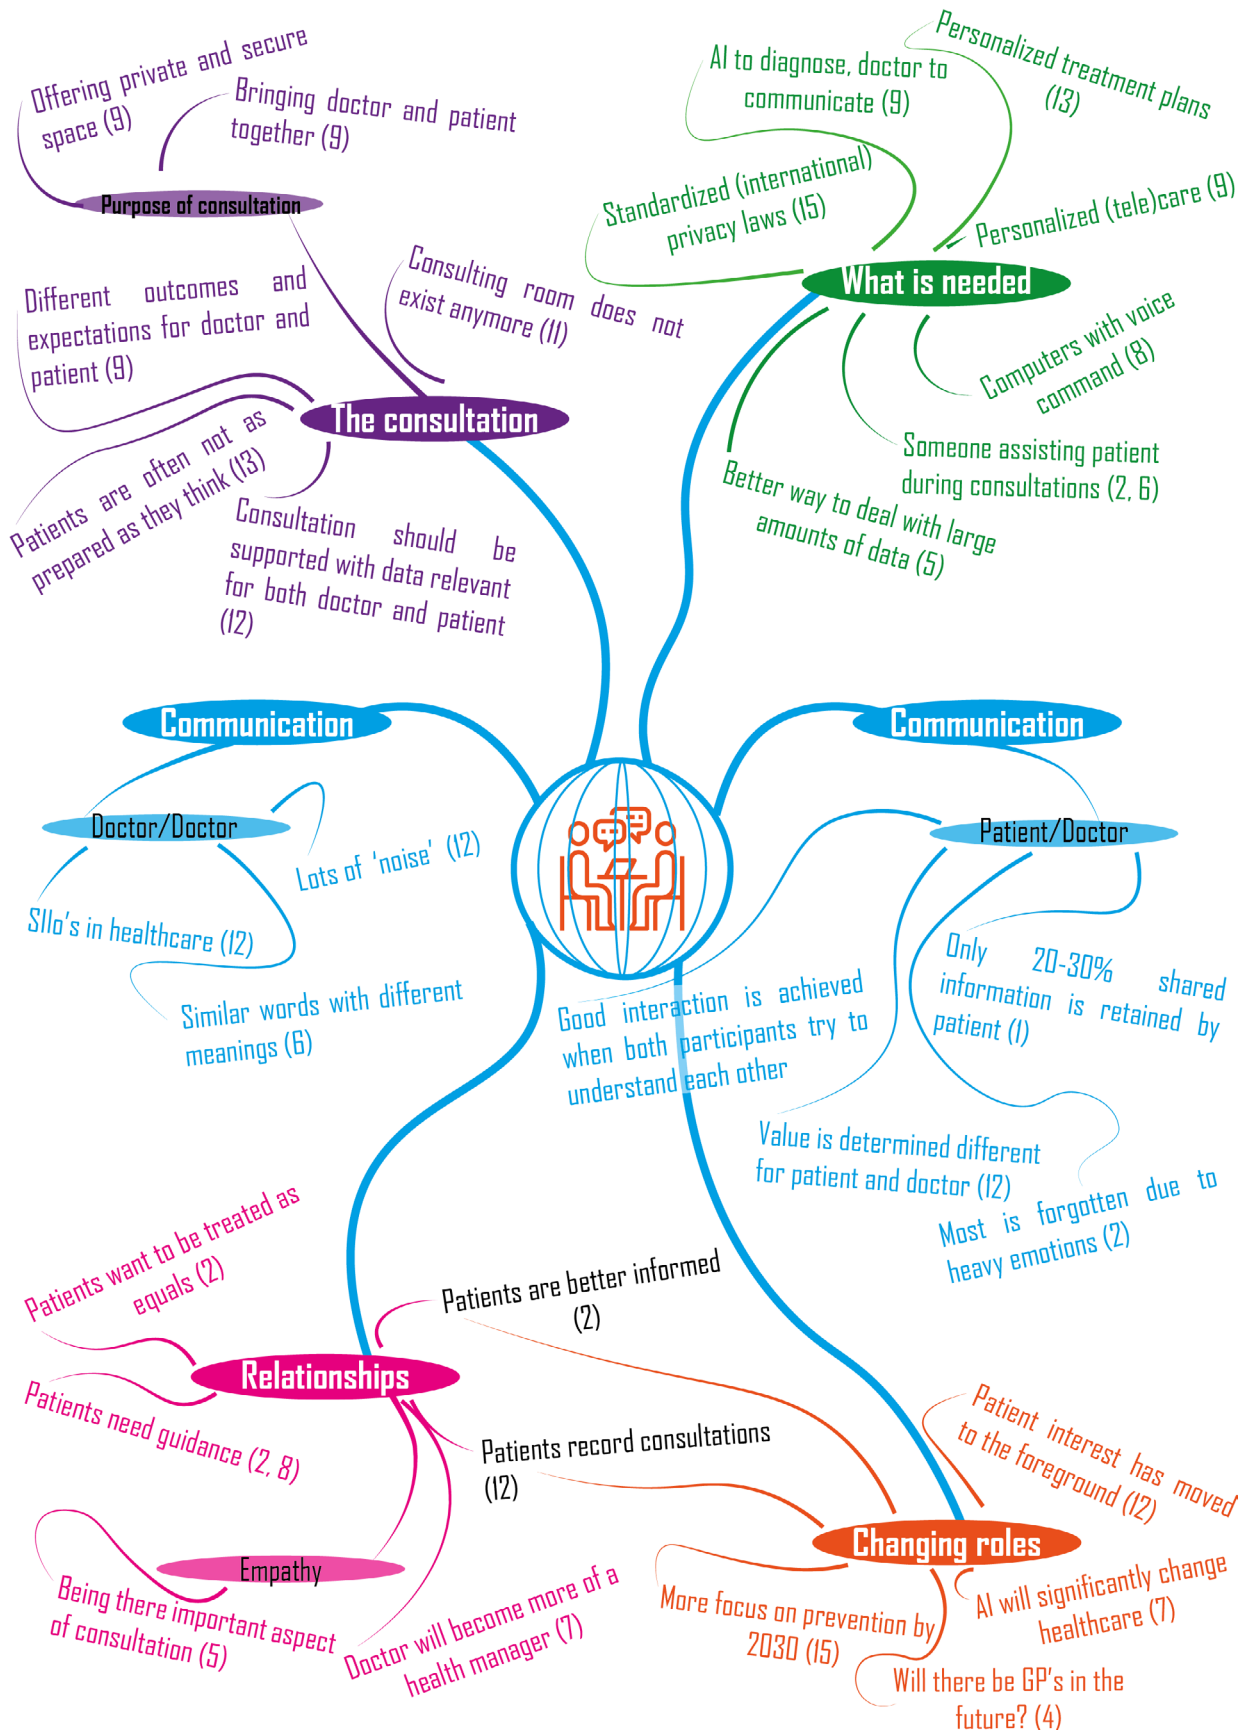 Offering private and secure
space (9)
Bringing doctor and patient
together (9)
Purpose of consultation
Different outcomes and
expectations for doctor and
patient (9)
Consulting room does not
exist anymore (11)
The consultation
Patients are often not as
prepared as they think (13)
Consultation should be
supported with data relevant
for both doctor and patient
(12)
AI to diagnose, doctor to
communicate (9)
Personalized treatment plans
(13)
Standardized (international)
privacy laws (15)
Personalized (tele)care (9)
What is needed
Computers with voice
command (8)
Someone assisting patient
during consultations (2, 6)
Better way to deal with large
amounts of data (5)
Communication
Doctor/Doctor
Lots of ‘noise’ (12)
SIlo’s in healthcare (12)
Similar words with different
meanings (6)
Communication
Patient/Doctor
Only 20-30% shared
information is retained by
patient (1)
Good interaction is achieved
when both participants try to
understand each other
Value is determined different
for patient and doctor (12)
Most is forgotten due to
heavy emotions (2)
Patients want to be treated as
equals (2)
Patients are better informed
(2)
Relationships
Patients need guidance (2, 8)
Patients record consultations
(12)
Empathy
Being there important aspect
of consultation (5)
Doctor will become more of a
health manager (7)
Patient interest has moved
to the foreground (12)
Changing roles
More focus on prevention by
2030 (15)
AI will significantly change
healthcare (7)
Will there be GP’s in the
future? (4)